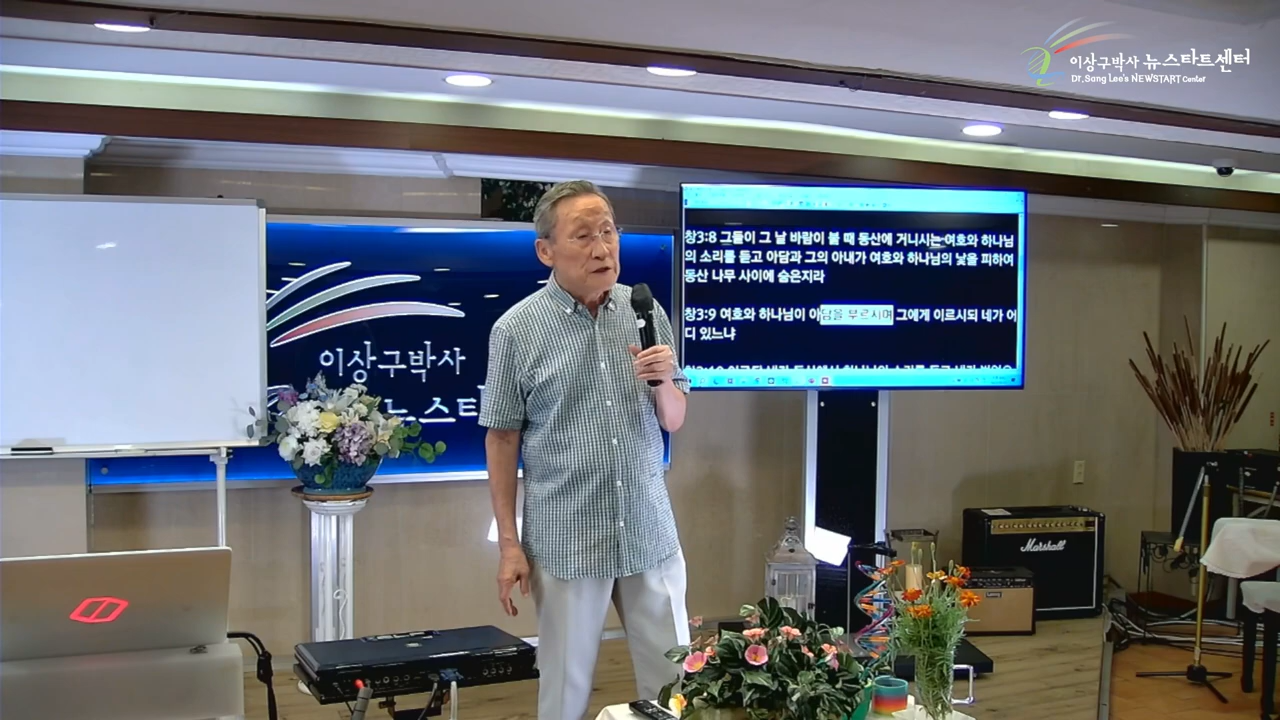 이상구박사 뉴스타트센터
Dr. Sang Lee's NEWSTART Center
창3:8 그들이 그 날 바람이 불 때 동산에 거니시는 여호와 하나님
의 소리를 듣고 아담과 그의 아내가 여호와 하나님의 낯을 피하여
동산 나무 사이에 숨은지라
창3:9 여호와 하나님이 아담을 부르시며 그에게 이르시되 네가 어
디 있느냐
이상구박사
뉴스타
Marshall